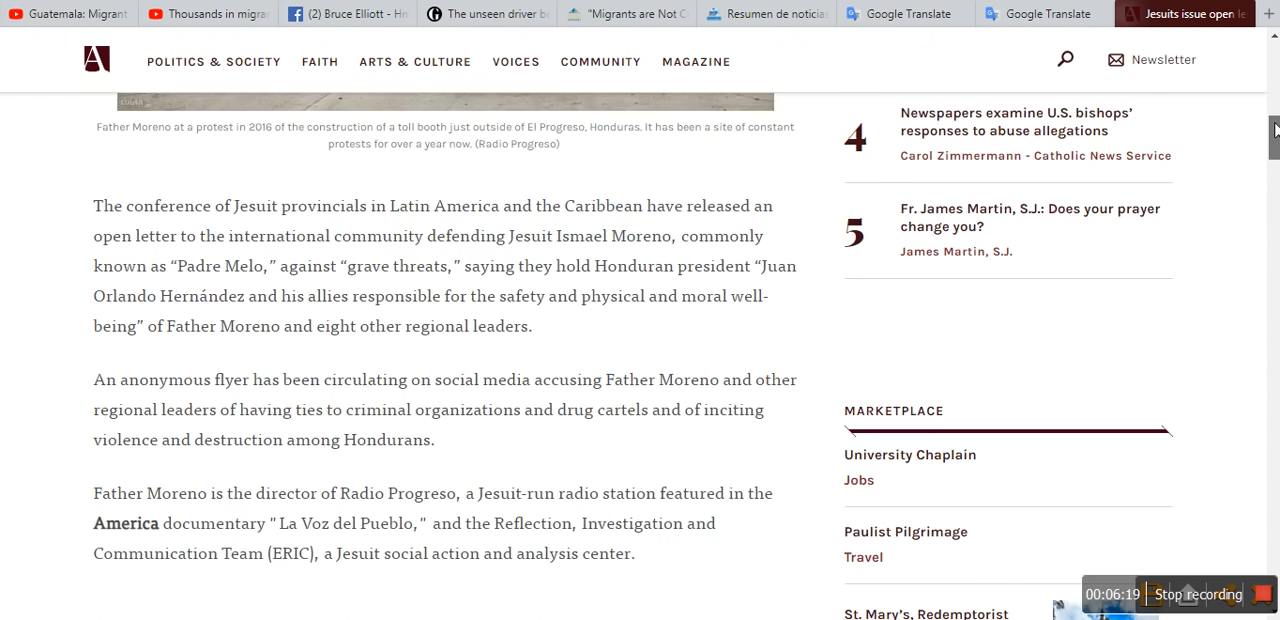 Guatemala: Migrant
Thousands in migra
(2) Bruce Elliott - Hn
The unseen driver be
"Migrants are Not C
Resumen de noticias
Google Translate
Google Translate
Jesuits issue open le
A
POLITICS & SOCIETY FAITH ARTS & CULTURE VOICES COMMUNITY MAGAZINE
Newsletter
Father Moreno at a protest in 2016 of the construction of a toll booth just outside of El Progreso, Honduras. It has been a site of constant
protests for over a year now. (Radio Progreso)
The conference of Jesuit provincials in Latin America and the Caribbean have released an
open letter to the international community defending Jesuit Ismael Moreno, commonly
known as “Padre Melo,” against “grave threats,” saying they hold Honduran president “Juan
Orlando Hernández and his allies responsible for the safety and physical and moral well-
being” of Father Moreno and eight other regional leaders.
An anonymous flyer has been circulating on social media accusing Father Moreno and other
regional leaders of having ties to criminal organizations and drug cartels and of inciting
violence and destruction among Hondurans.
Father Moreno is the director of Radio Progreso, a Jesuit-run radio station featured in the
America documentary "La Voz del Pueblo," and the Reflection, Investigation and
Communication Team (ERIC), a Jesuit social action and analysis center.
4
Newspapers examine U.S. bishops’
responses to abuse allegations
Carol Zimmermann - Catholic News Service
5
Fr. James Martin, S.J.: Does your prayer
change you?
James Martin, S.J.
MARKETPLACE
University Chaplain
Jobs
Paulist Pilgrimage
Travel
St. Mary’s, Redemptorist
00:06:19 Stop recording